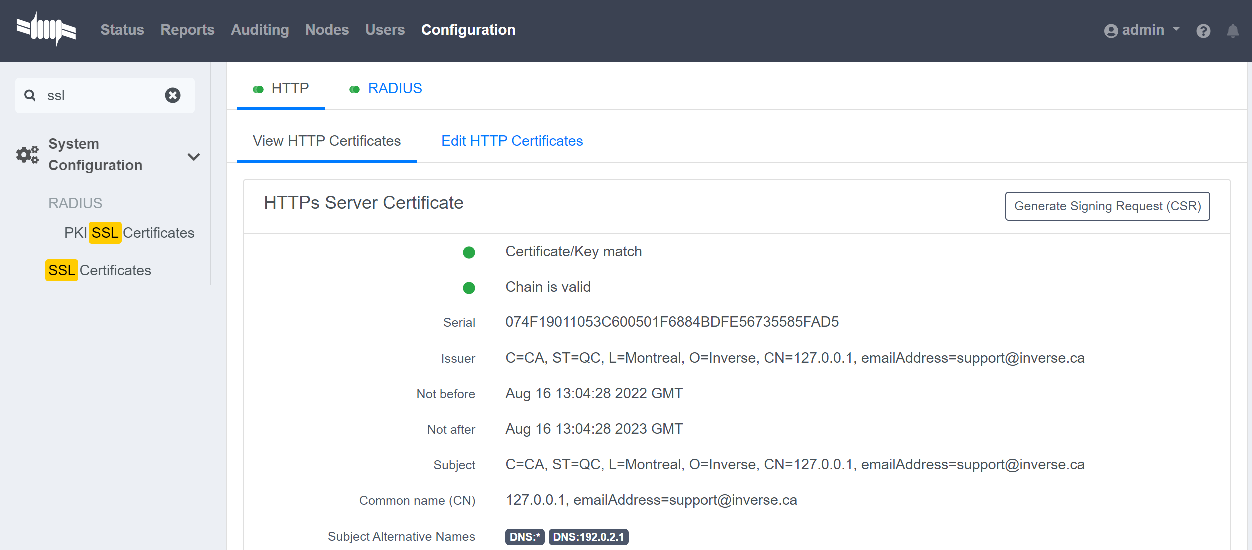 Status Reports Auditing Nodes Users Configuration admin
ssl
System
Configuration
RADIUS
PKI SSL Certificates
SSL Certificates
HTTP RADIUS
View HTTP Certificates Edit HTTP Certificates
HTTPs Server Certificate Generate Signing Request (CSR)
Certificate/Key match
Chain is valid
Serial 074F19011053C600501F6884BDFE56735585FAD5
Issuer C=CA, ST=QC, L=Montreal, O=Inverse, CN=127.0.0.1, emailAddress=support@inverse.ca
Not before Aug 16 13:04:28 2022 GMT
Not after Aug 16 13:04:28 2023 GMT
Subject C=CA, ST=QC, L=Montreal, O=Inverse, CN=127.0.0.1, emailAddress=support@inverse.ca
Common name (CN) 127.0.0.1, emailAddress=support@inverse.ca
Subject Alternative Names DNS:* DNS:192.0.2.1